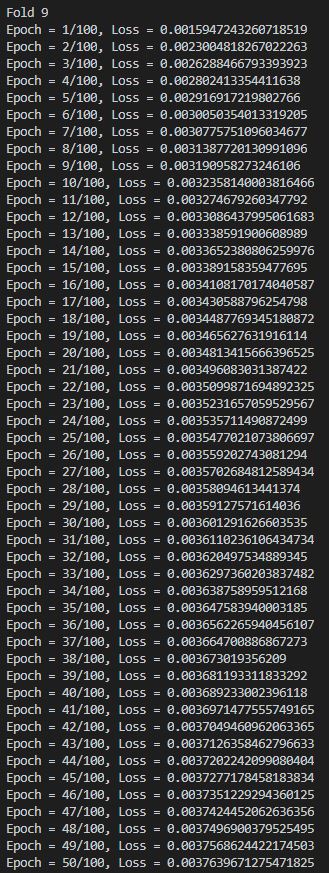 Fold 9
Epoch = 1/100, Loss = 0.0015947243260718519
Epoch = 2/100, Loss = 0.0023004818267022263
Epoch = 3/100, Loss = 0.0026288466793393923
Epoch = 4/100, Loss = 0.002802413354411638
Epoch = 5/100, Loss = 0.002916917219802766
Epoch = 6/100, Loss = 0.0030050354013319205
Epoch = 7/100, Loss = 0.0030775751096034677
Epoch = 8/100, Loss = 0.0031387720130991096
Epoch = 9/100, Loss = 0.003190958273246106
Epoch = 10/100, Loss = 0.0032358140003816466
Epoch = 11/100, Loss = 0.003274679260347792
Epoch = 12/100, Loss = 0.0033086437995061683
Epoch = 13/100, Loss = 0.003338591900608989
Epoch = 14/100, Loss = 0.0033652380806259976
Epoch = 15/100, Loss = 0.003389158359477695
Epoch = 16/100, Loss = 0.0034108170174040587
Epoch = 17/100, Loss = 0.003430588796254798
Epoch = 18/100, Loss = 0.0034487769345180872
Epoch = 19/100, Loss = 0.003465627631916114
Epoch = 20/100, Loss = 0.0034813415666396525
Epoch = 21/100, Loss = 0.003496083031387422
Epoch = 22/100, Loss = 0.0035099871694892325
Epoch = 23/100, Loss = 0.0035231657059529567
Epoch = 24/100, Loss = 0.003535711490872499
Epoch = 25/100, Loss = 0.0035477021073806697
Epoch = 26/100, Loss = 0.003559202743081294
Epoch = 27/100, Loss = 0.0035702684812589434
Epoch = 28/100, Loss = 0.00358094613441374
Epoch = 29/100, Loss = 0.00359127571614036
Epoch = 30/100, Loss = 0.003601291626603535
Epoch = 31/100, Loss = 0.0036110236106434734
Epoch = 32/100, Loss = 0.003620497534889345
Epoch = 33/100, Loss = 0.0036297360203837482
Epoch = 34/100, Loss = 0.003638758959512168
Epoch = 35/100, Loss = 0.003647583940003185
Epoch = 36/100, Loss = 0.0036562265940456107
Epoch = 37/100, Loss = 0.003664700886867273
Epoch = 38/100, Loss = 0.003673019356209
Epoch = 39/100, Loss = 0.003681193311833292
Epoch = 40/100, Loss = 0.003689233002396118
Epoch = 41/100, Loss = 0.0036971477555749165
Epoch = 42/100, Loss = 0.0037049460962063365
Epoch = 43/100, Loss = 0.0037126358462796633
Epoch = 44/100, Loss = 0.0037202242099080404
Epoch = 45/100, Loss = 0.0037277178458183834
Epoch = 46/100, Loss = 0.0037351229294360125
Epoch = 47/100, Loss = 0.0037424452062636356
Epoch = 48/100, Loss = 0.0037496900379525495
Epoch = 49/100, Loss = 0.0037568624422174503
Epoch = 50/100, Loss = 0.0037639671275471825